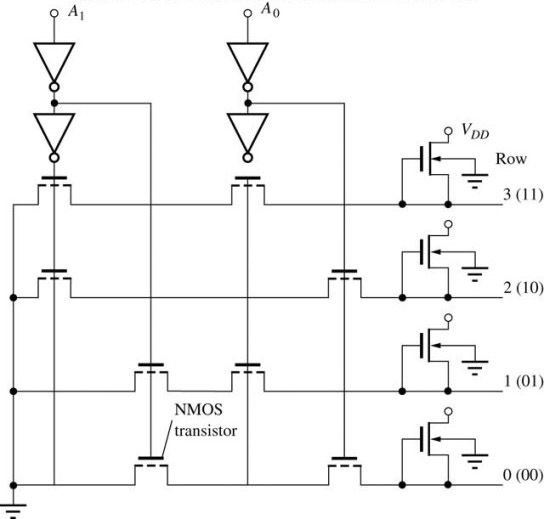 A1
A0
VDD
Row
3 (11)
2 (10)
1 (01)
NMOS
transistor
0 (00)